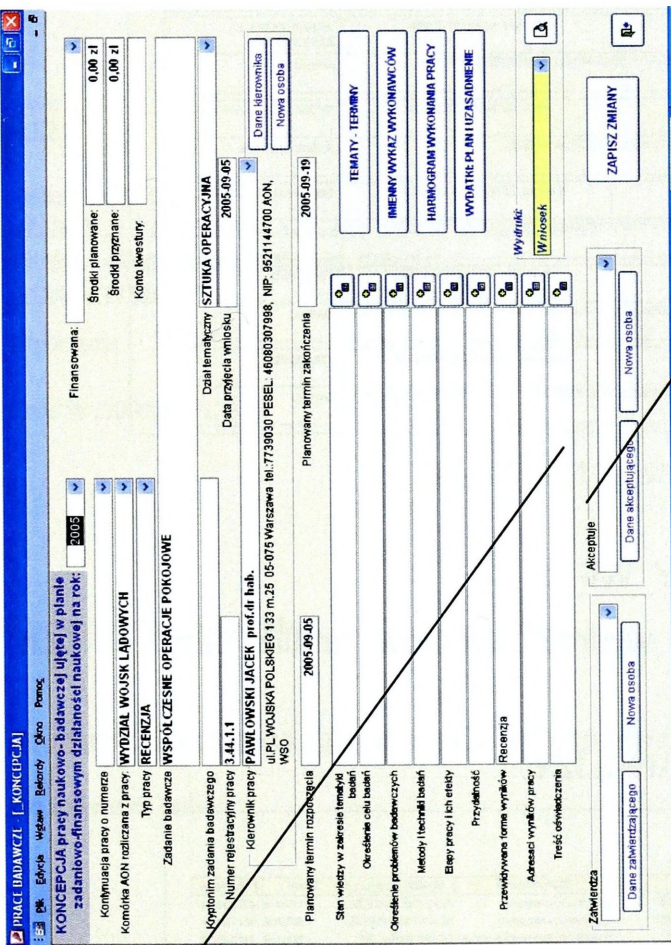 PRACE BADAWCZE - [_KONCEPCJA]
Plik Edycja Wstaw Rekordy Okno Pomoc
KONCEPCJA pracy naukowo-badawczej ujętej w planie
zadaniowo-finansowym działaności naukowej na rok: 2005
Finansowana:
Środki planowane: 0,00 zł
Środki przyznane: 0,00 zł
Konto kwestury:
Kontynuacja pracy o numerze
Komórka AON rozliczana z pracy: WYDZIAŁ WOJSK LĄDOWYCH
Typ pracy RECENZJA
Zadanie badawcze WSPÓŁCZESNE OPERACJE POKOJOWE
Kryptonim zadania badawczego
Dział tematyczny SZTUKA OPERACYJNA
Numer rejestracyjny pracy 3.44.1.1
Data przyjęcia wniosku 2005-09-05
Kierownik pracy PAWŁOWSKI JACEK prof.dr hab.
ul.PL WOJSKA POLSKIEG 133 m.25 05-075 Warszawa tel.:7739030 PESEL: 46080307998, NIP: 9521144700 AON,
WSO
Dane kierownika
Nowa osoba
Planowany termin rozpoczęcia 2005-09-05
Planowany termin zakończenia 2005-09-19
Stan wiedzy w zakresie tematyki
badań
Określenie celu badań
Określenie problemów badawczych
Metody i techniki badań
Etapy pracy i ich efekty
Przydatność
Przewidywana forma wyników Recenzja
Adresaci wyników pracy
Treść oświadczenia
TEMATY - TERMINY
IMIENNY WYKAZ WYKONAWCÓW
HARMOGRAM WYKONANIA PRACY
WYDATKI: PLAN I UZASADNIENIE
Wydruki:
Wniosek
Zatwierdza
Dane zatwierdzającego
Nowa osoba
Akceptuje
Dane akceptującego
Nowa osoba
ZAPISZ ZMIANY